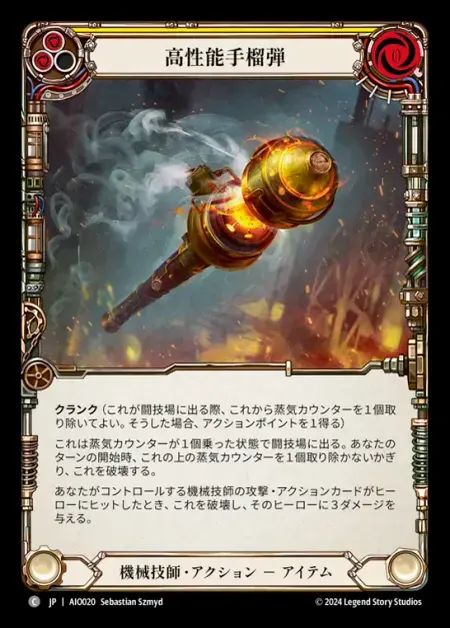 高性能手榴弾
0
クランク（これが闘技場に出る際、これから蒸気カウンターを１個取
り除いてよい。そうした場合、アクションポイントを１得る）
これは蒸気カウンターが１個乗った状態で闘技場に出る。あなたの
ターンの開始時、これの上の蒸気カウンターを１個取り除かないかぎ
り、これを破壊する。
あなたがコントロールする機械技師の攻撃・アクションカードがヒー
ローにヒットしたとき、これを破壊し、そのヒーローに３ダメージを
与える。
機械技師・アクション － アイテム
C JP | AIO020 Sebastian Szmyd
© 2024 Legend Story Studios